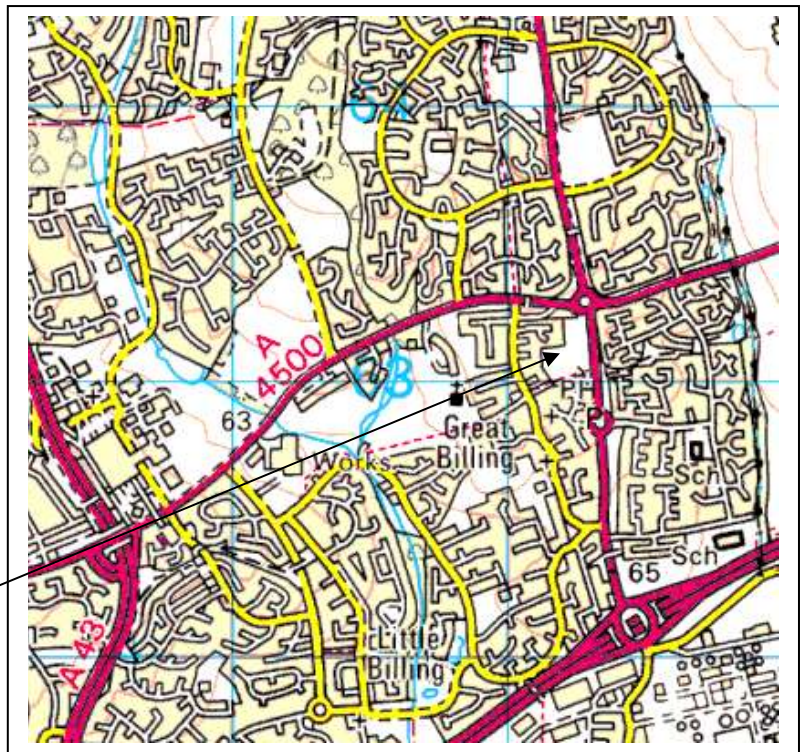 A
4500
63
PH
P
Great
Billing
Works
Sch
Sch
65
Little
Billing
A 43